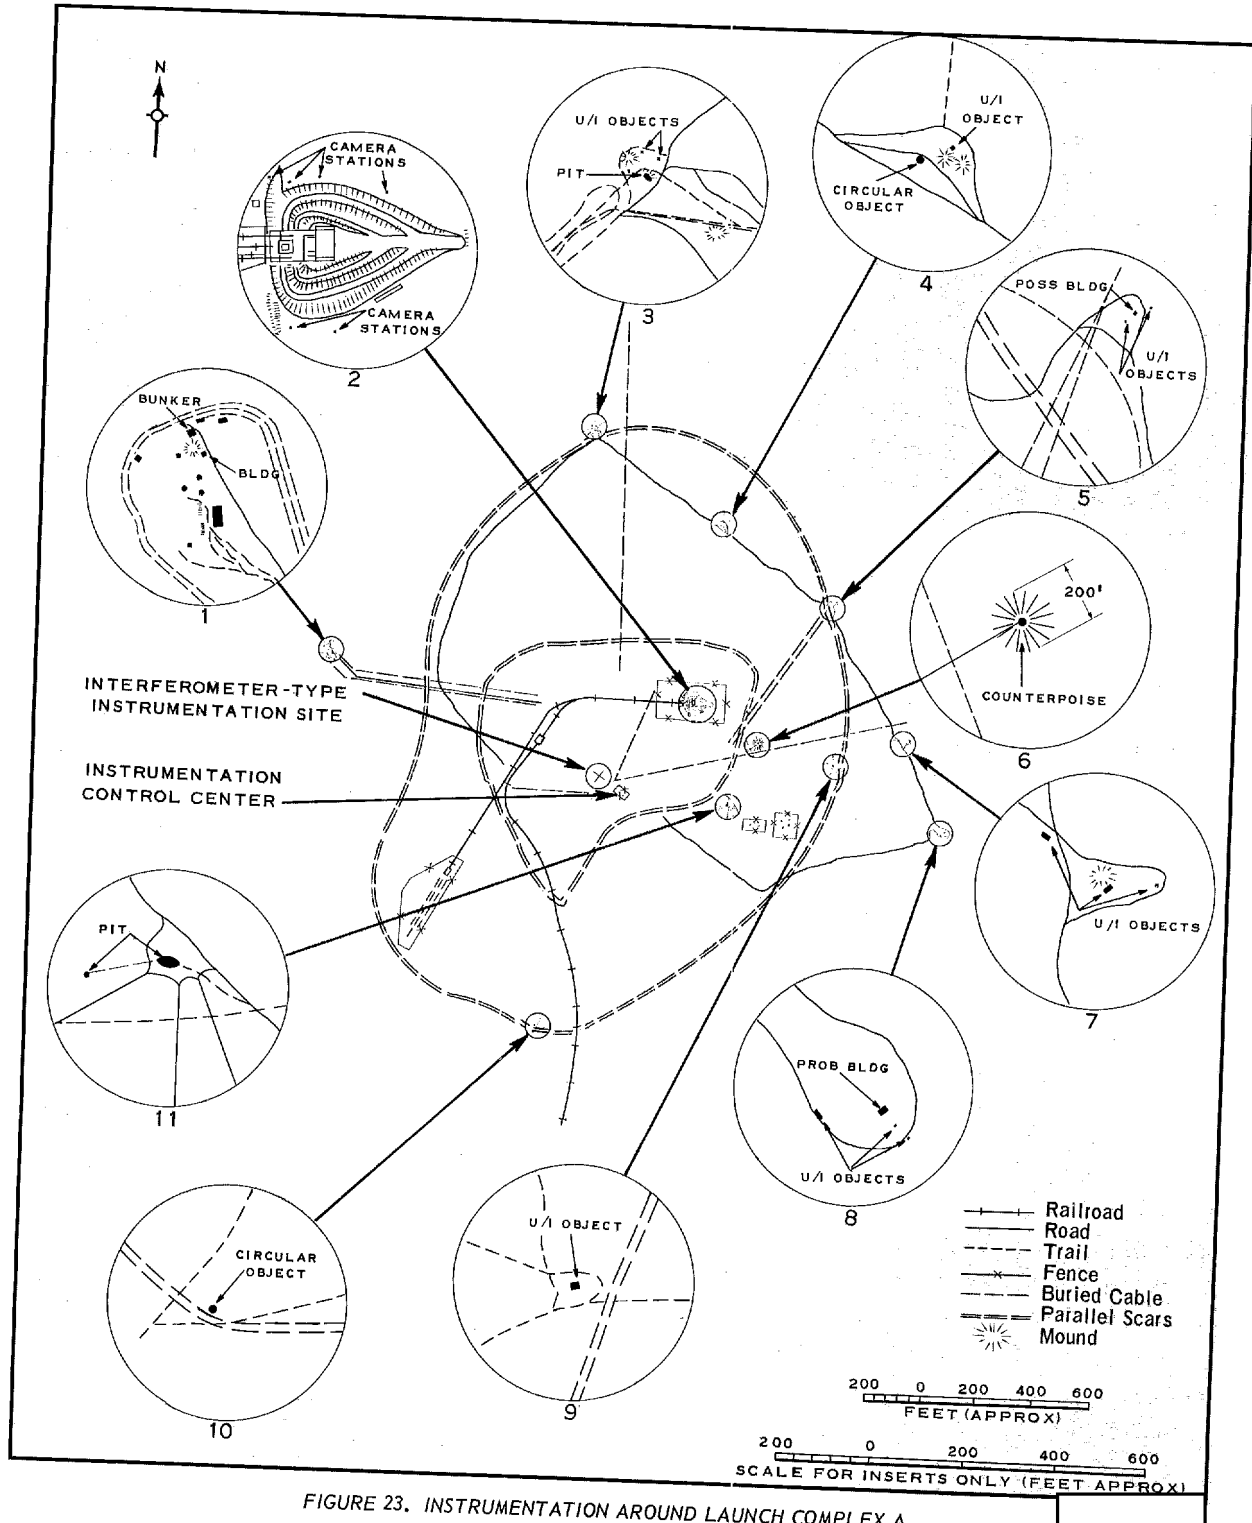 N
CAMERA
STATIONS
CAMERA
STATIONS
2
U/I OBJECTS
PIT
3
U/I
OBJECT
CIRCULAR
OBJECT
4
POSS BLDG
U/I
OBJECTS
5
BUNKER
BLDG
1
200'
COUNTERPOISE
6
INTERFEROMETER-TYPE
INSTRUMENTATION SITE
INSTRUMENTATION
CONTROL CENTER
U/I OBJECTS
7
PIT
11
PROB BLDG
U/I OBJECTS
8
CIRCULAR
OBJECT
10
U/I OBJECT
9
Railroad
Road
Trail
Fence
Buried Cable
Parallel Scars
Mound
200 0 200 400 600
FEET (APPROX)
200 0 200 400 600
SCALE FOR INSERTS ONLY (FEET APPROX)
FIGURE 23. INSTRUMENTATION AROUND LAUNCH COMPLEX A